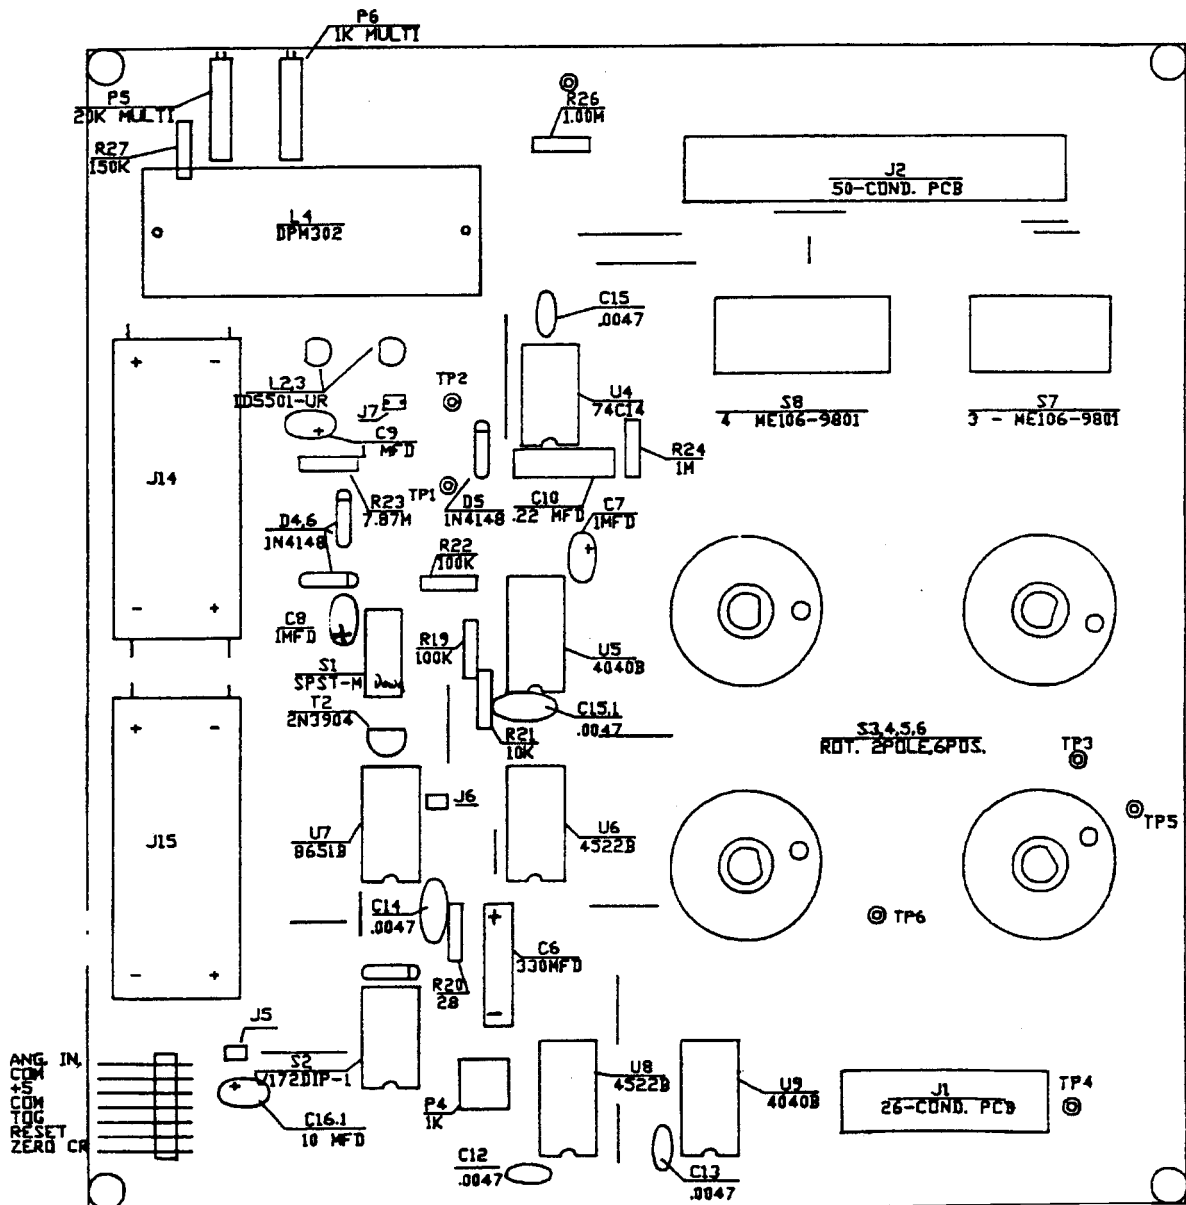 P6
1K MULTI
P5
20K MULTI
R26
1.00M
R27
150K
J2
50-COND. PCB
L4
DPM302
C15
.0047
+ -
L2,3
IDS501-UR
TP2
J7
U4
74C14
S8
4 ME106-9801
S7
3 - ME106-9801
+
C9
MFD
R24
1M
J14
TP1
R23
7.87M
D5
1N4148
C10
.22 MFD
C7
1MFD
D4,6
1N4148
+
R22
100K
- +
C8
1MFD
+
R19
100K
U5
4040B
S1
SPST-M Down
T2
2N3904
C15.1
.0047
+ -
R21
10K
S3,4,5,6
ROT. 2POLE,6POS.
TP3
J6
TP5
J15
U7
8651B
U6
4522B
C14
.0047
+
TP6
C6
330MFD
- +
R20
28
-
J5
ANG. IN.
COM
+5
COM
TOG
RESET
ZERO CR
S2
W172DIP-1
+
C16.1
10 MFD
P4
1K
U8
4522B
U9
4040B
J1
26-COND. PCB
TP4
C12
.0047
C13
.0047